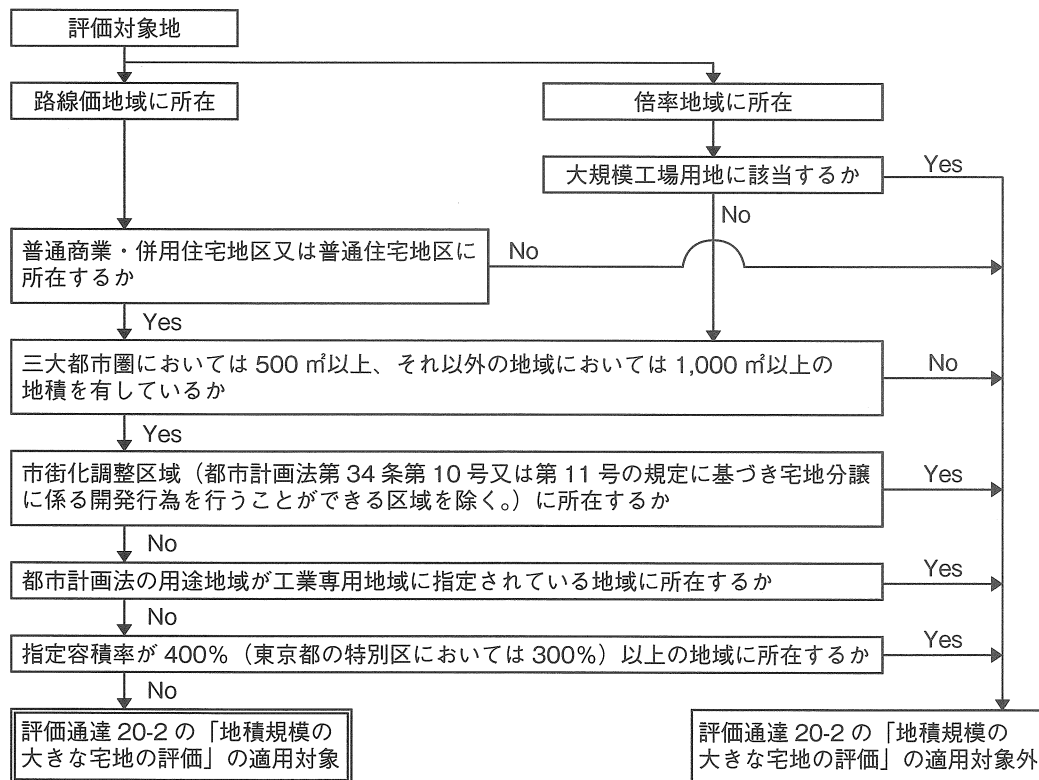 評価対象地
路線価地域に所在
倍率地域に所在
大規模工場用地に該当するか
Yes
No
普通商業・併用住宅地区又は普通住宅地区に
所在するか
No
Yes
三大都市圏においては 500 ㎡以上、それ以外の地域においては 1,000 ㎡以上の
地積を有しているか
No
Yes
市街化調整区域（都市計画法第 34 条第 10 号又は第 11 号の規定に基づき宅地分譲
に係る開発行為を行うことができる区域を除く。）に所在するか
Yes
No
都市計画法の用途地域が工業専用地域に指定されている地域に所在するか
Yes
No
指定容積率が 400％（東京都の特別区においては 300％）以上の地域に所在するか
Yes
No
評価通達 20-2 の「地積規模の
大きな宅地の評価」の適用対象
評価通達 20-2 の「地積規模の
大きな宅地の評価」の適用対象外